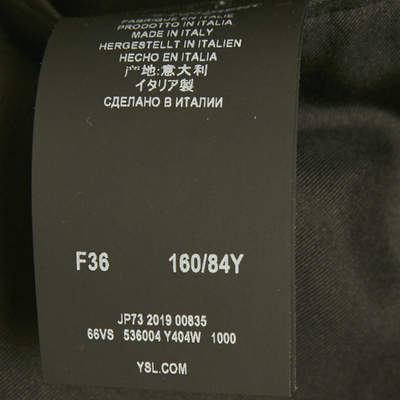 FABRIQUÉ EN ITALIE
PRODOTTO IN ITALIA
MADE IN ITALY
HERGESTELLT IN ITALIEN
HECHO EN ITALIA
地:意大利
イタリア製
СДЕЛАНО В ИТАЛИИ
F36 160/84Y
JP73 2019 00835
66VS 536004 Y404W 1000
YSL.COM